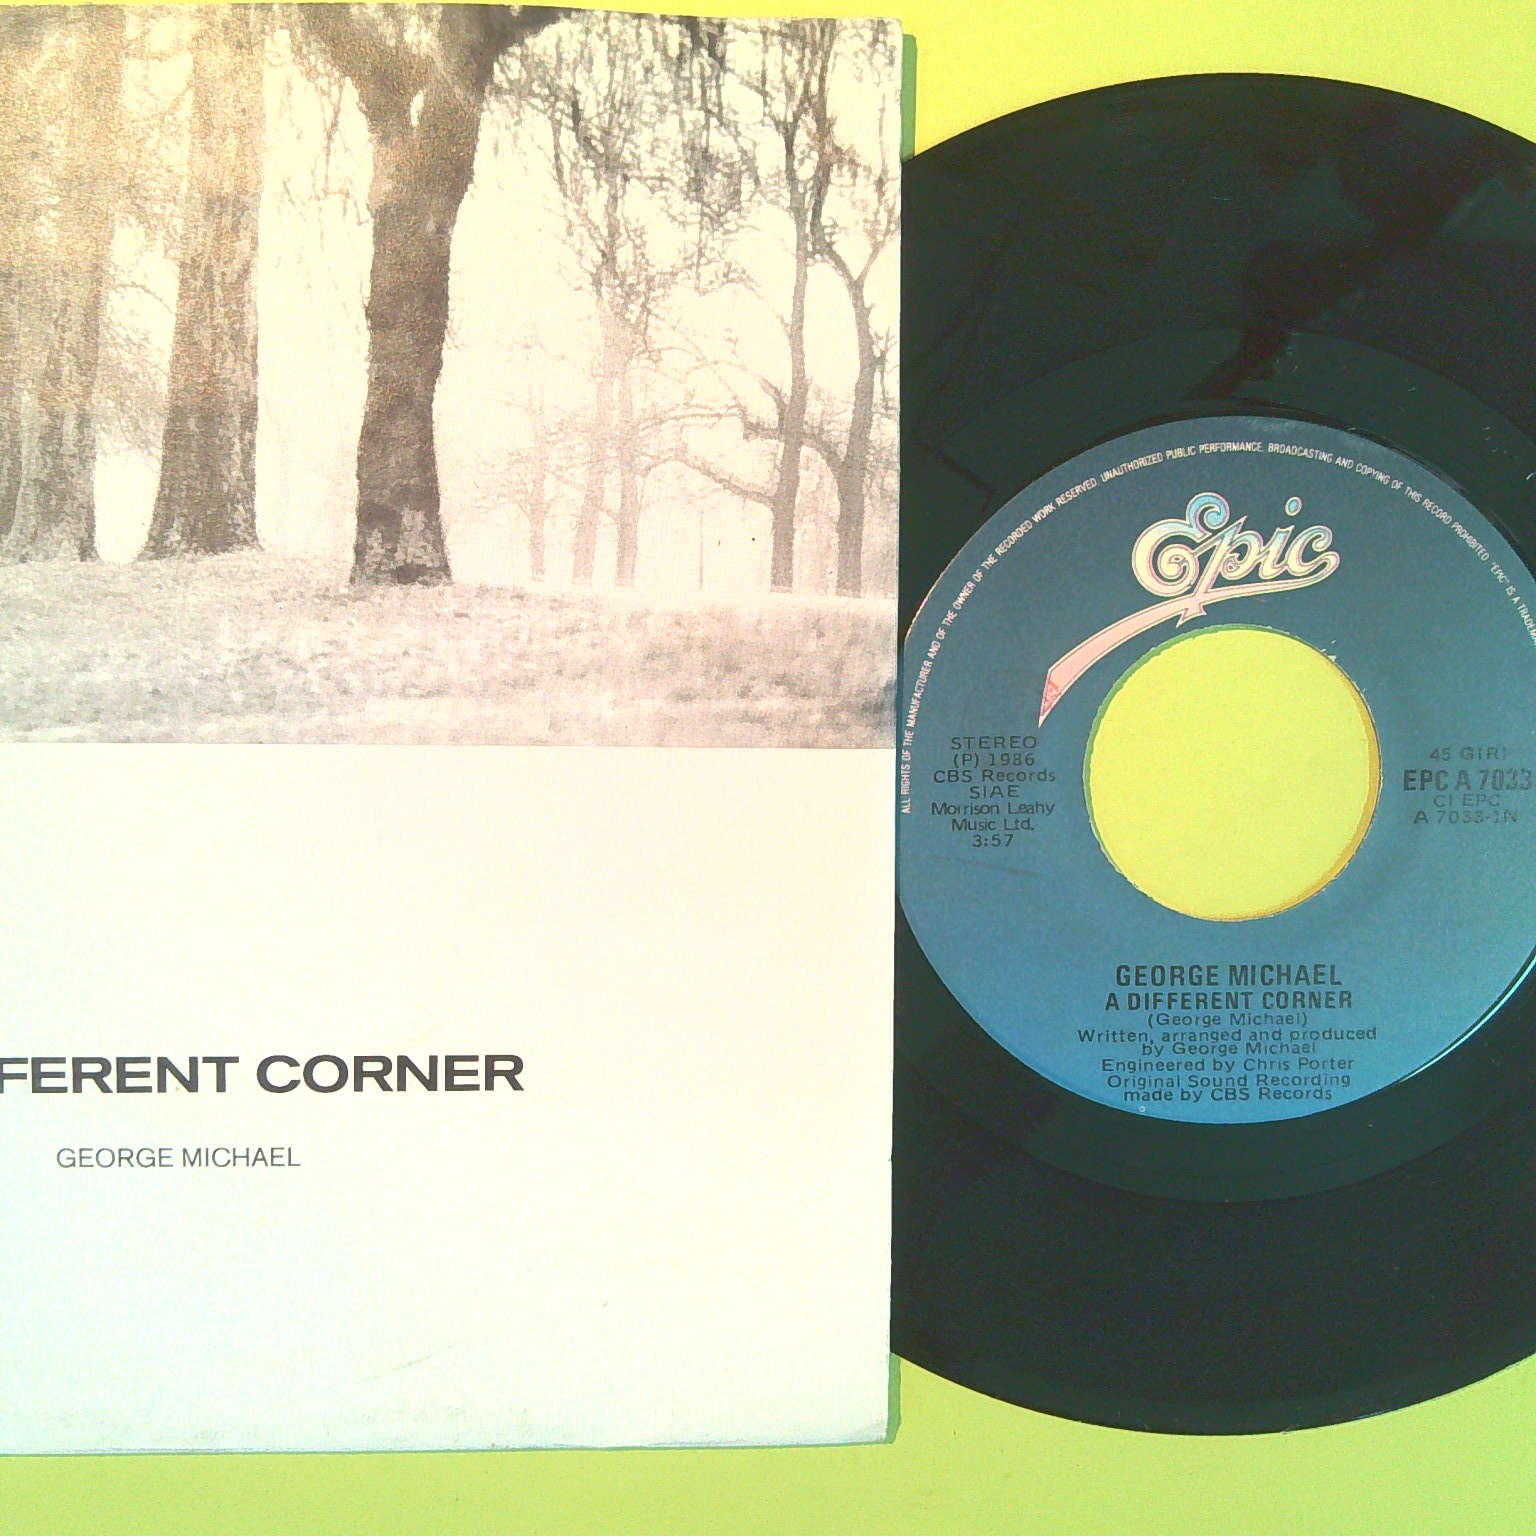 FERENT CORNER
GEORGE MICHAEL
ALL RIGHTS OF THE MANUFACTURER AND OF THE OWNER OF THE RECORDED WORK RESERVED. UNAUTHORIZED PUBLIC PERFORMANCE. BROADCASTING AND COPYING OF THIS RECORD PROHIBITED "EPIC" IS A TRADEM
Epic
STEREO
(P) 1986
CBS Records
SIAE
Morrison Leahy
Music Ltd.
3:57
45 GIRI
EPC A 7033
CI EPC
A 7033-1N
GEORGE MICHAEL
A DIFFERENT CORNER
(George Michael)
Written, arranged and produced
by George Michael
Engineered by Chris Porter
Original Sound Recording
made by CBS Records